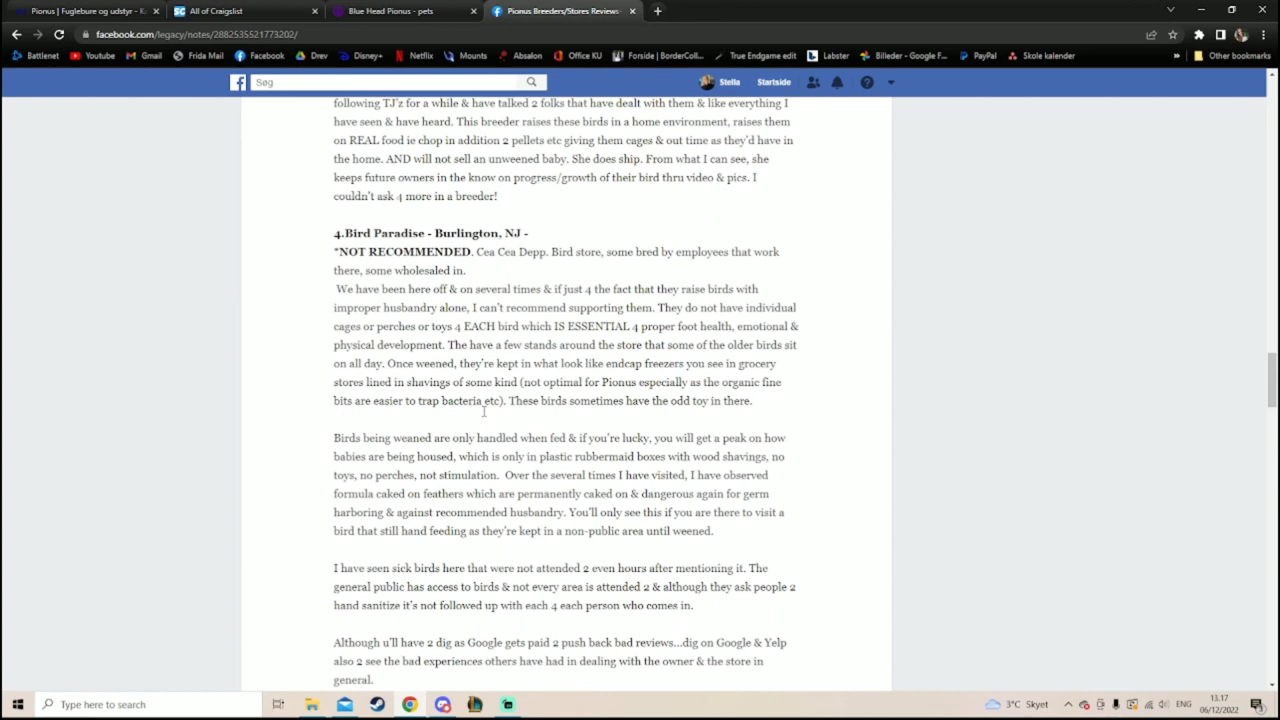 Pionus | Fuglebure og udstyr - K
All of Craigslist
Blue Head Pionus - pets
Pionus Breeders/Stores Reviews
facebook.com/legacy/notes/2882535521773202/
Battlenet
Youtube
Gmail
Frida Mail
Facebook
Drev
Disney+
Netflix
Mounts
Absalon
Office KU
Forside | BorderColl...
True Endgame edit
Labster
Billeder - Google F...
PayPal
Skole kalender
»
Other bookmarks
Søg
Stella
Startside
following TJ'z for a while & have talked 2 folks that have dealt with them & like everything I
have seen & have heard. This breeder raises these birds in a home environment, raises them
on REAL food ie chop in addition 2 pellets etc giving them cages & out time as they'd have in
the home. AND will not sell an unweened baby. She does ship. From what I can see, she
keeps future owners in the know on progress/growth of their bird thru video & pics. I
couldn't ask 4 more in a breeder!
4.Bird Paradise - Burlington, NJ -
*NOT RECOMMENDED. Cea Cea Depp. Bird store, some bred by employees that work
there, some wholesaled in.
We have been here off & on several times & if just 4 the fact that they raise birds with
improper husbandry alone, I can't recommend supporting them. They do not have individual
cages or perches or toys 4 EACH bird which IS ESSENTIAL 4 proper foot health, emotional &
physical development. The have a few stands around the store that some of the older birds sit
on all day. Once weened, they're kept in what look like endcap freezers you see in grocery
stores lined in shavings of some kind (not optimal for Pionus especially as the organic fine
bits are easier to trap bacteria etc). These birds sometimes have the odd toy in there.
Birds being weaned are only handled when fed & if you're lucky, you will get a peak on how
babies are being housed, which is only in plastic rubbermaid boxes with wood shavings, no
toys, no perches, not stimulation. Over the several times I have visited, I have observed
formula caked on feathers which are permanently caked on & dangerous again for germ
harboring & against recommended husbandry. You'll only see this if you are there to visit a
bird that still hand feeding as they're kept in a non-public area until weened.
I have seen sick birds here that were not attended 2 even hours after mentioning it. The
general public has access to birds & not every area is attended 2 & although they ask people 2
hand sanitize it's not followed up with each 4 each person who comes in.
Although u'll have 2 dig as Google gets paid 2 push back bad reviews...dig on Google & Yelp
also 2 see the bad experiences others have had in dealing with the owner & the store in
general.
Type here to search
3°C Skyet
ENG
13.17
06/12/2022